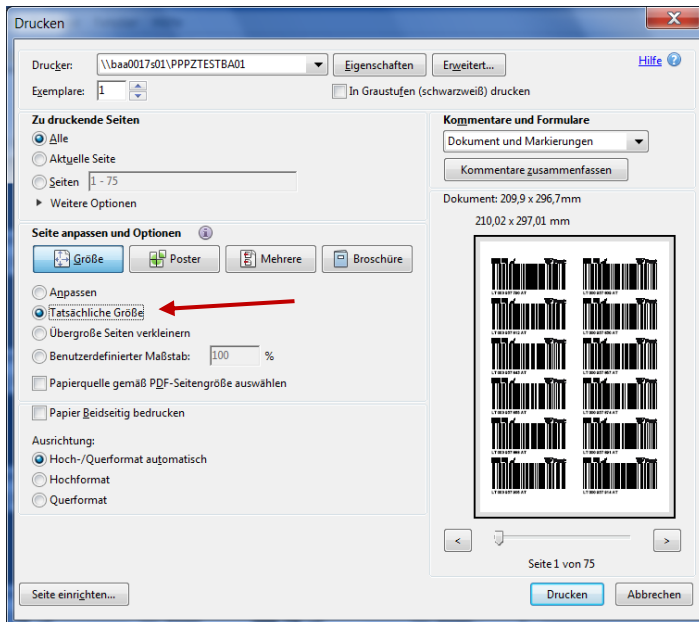 Drucken
Drucker: \\baa0017s01\PPPZTESTBA01 Eigenschaften Erweitert... Hilfe
Exemplare: 1 In Graustufen (schwarzweiß) drucken
Zu druckende Seiten
Alle
Aktuelle Seite
Seiten 1 - 75
Weitere Optionen
Kommentare und Formulare
Dokument und Markierungen
Kommentare zusammenfassen
Seite anpassen und Optionen
Größe Poster Mehrere Broschüre
Anpassen
Tatsächliche Größe
Übergroße Seiten verkleinern
Benutzerdefinierter Maßstab: 100 %
Papierquelle gemäß PDF-Seitengröße auswählen
Papier Beidseitig bedrucken
Ausrichtung:
Hoch-/Querformat automatisch
Hochformat
Querformat
Dokument: 209,9 x 296,7mm
210,02 x 297,01 mm
< >
Seite 1 von 75
Seite einrichten... Drucken Abbrechen